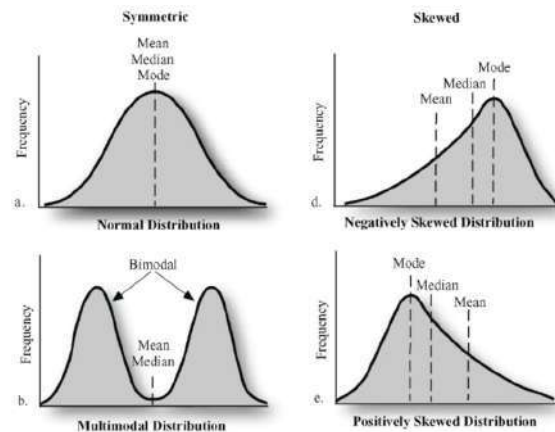 Symmetric
Mean
Median
Mode
Frequency
a.
Normal Distribution
Bimodal
Mean
Median
Frequency
b.
Multimodal Distribution
Skewed
Mode
Median
Mean
Frequency
d.
Negatively Skewed Distribution
Mode
Median
Mean
Frequency
e.
Positively Skewed Distribution